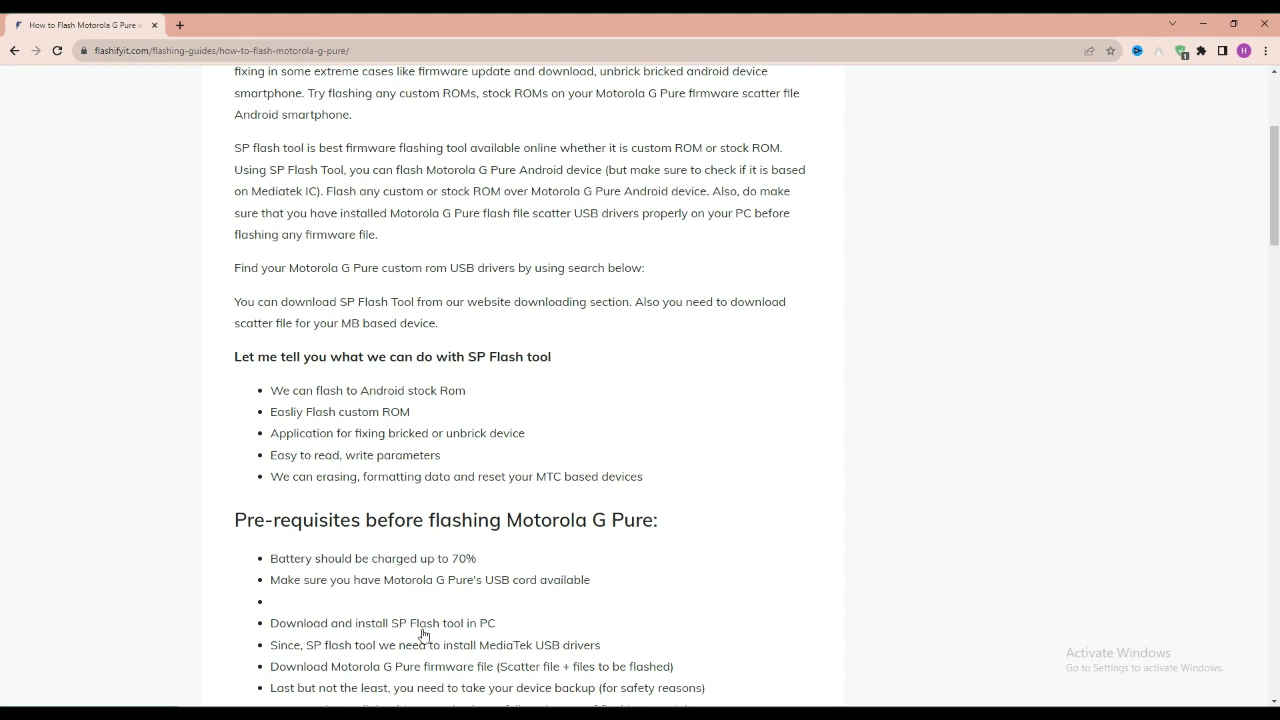 How to Flash Motorola G Pure
flashifyit.com/flashing-guides/how-to-flash-motorola-g-pure/
H
1
fixing in some extreme cases like firmware update and download, unbrick bricked android device
smartphone. Try flashing any custom ROMs, stock ROMs on your Motorola G Pure firmware scatter file
Android smartphone.
SP flash tool is best firmware flashing tool available online whether it is custom ROM or stock ROM.
Using SP Flash Tool, you can flash Motorola G Pure Android device (but make sure to check if it is based
on Mediatek IC). Flash any custom or stock ROM over Motorola G Pure Android device. Also, do make
sure that you have installed Motorola G Pure flash file scatter USB drivers properly on your PC before
flashing any firmware file.
Find your Motorola G Pure custom rom USB drivers by using search below:
You can download SP Flash Tool from our website downloading section. Also you need to download
scatter file for your MB based device.
Let me tell you what we can do with SP Flash tool
• We can flash to Android stock Rom
• Easliy Flash custom ROM
• Application for fixing bricked or unbrick device
• Easy to read, write parameters
• We can erasing, formatting data and reset your MTC based devices
Pre-requisites before flashing Motorola G Pure:
• Battery should be charged up to 70%
• Make sure you have Motorola G Pure's USB cord available
•
• Download and install SP Flash tool in PC
• Since, SP flash tool we need to install MediaTek USB drivers
• Download Motorola G Pure firmware file (Scatter file + files to be flashed)
• Last but not the least, you need to take your device backup (for safety reasons)
Activate Windows
Go to Settings to activate Windows.